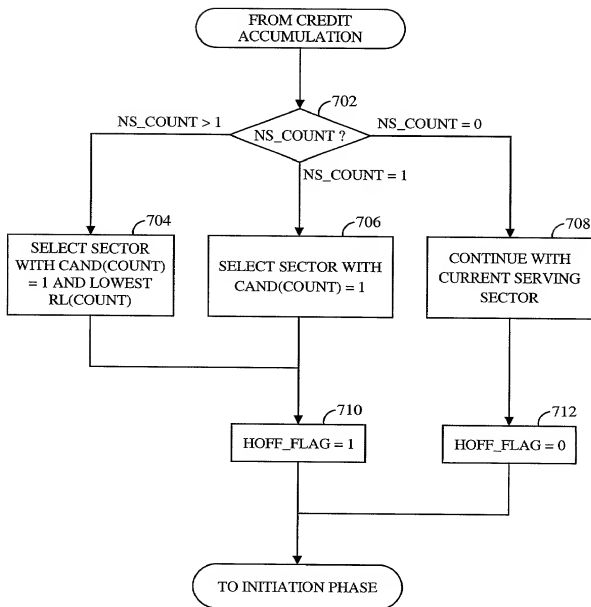 FROM CREDIT
ACCUMULATION
702
NS_COUNT > 1
NS_COUNT ?
NS_COUNT = 0
NS_COUNT = 1
704
SELECT SECTOR
WITH CAND(COUNT)
= 1 AND LOWEST
RL(COUNT)
706
SELECT SECTOR WITH
CAND(COUNT) = 1
708
CONTINUE WITH
CURRENT SERVING
SECTOR
710
HOFF_FLAG = 1
712
HOFF_FLAG = 0
TO INITIATION PHASE